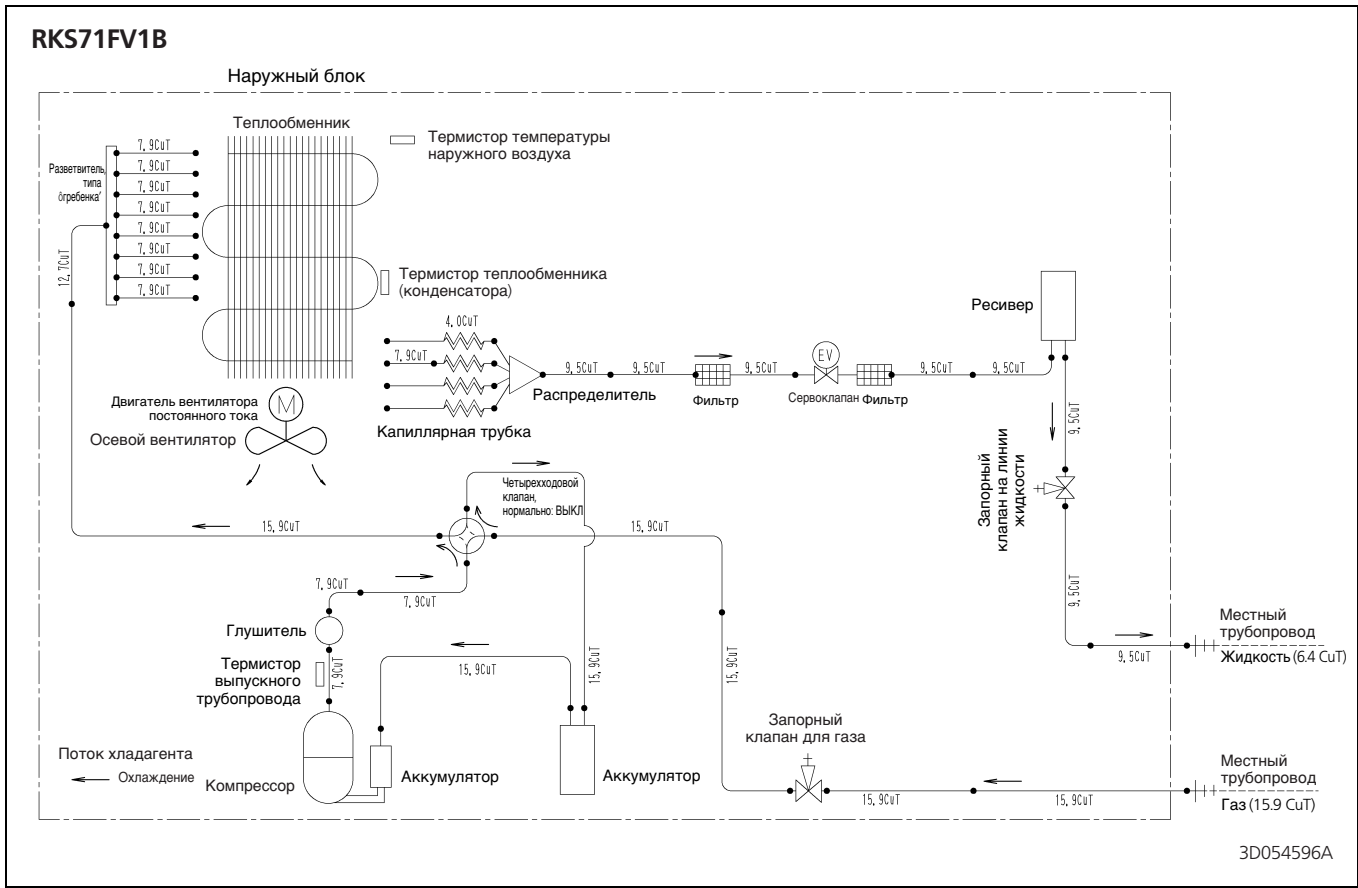 RKS71FV1B
Наружный блок
Теплообменник
Термистор температуры
наружного воздуха
Разветвитель,
типа
ôгребенка'
7,9CuT
7,9CuT
7,9CuT
7,9CuT
7,9CuT
7,9CuT
7,9CuT
7,9CuT
12,7CuT
Термистор теплообменника
(конденсатора)
Ресивер
4,0CuT
7,9CuT
9,5CuT
9,5CuT
9,5CuT
EV
9,5CuT
9,5CuT
Распределитель
Фильтр
Сервоклапан
Фильтр
Капиллярная трубка
Двигатель вентилятора
постоянного тока
M
Осевой вентилятор
9,5CuT
Запорный
клапан на линии
жидкости
9,5CuT
Четырехходовой
клапан,
нормально: ВЫКЛ
15,9CuT
15,9CuT
7,9CuT
7,9CuT
Глушитель
Термистор
выпускного
трубопровода
7,9CuT
15,9CuT
15,9CuT
15,9CuT
Местный
трубопровод
9,5CuT
Жидкость (6.4 CuT)
Запорный
клапан для газа
Поток хладагента
Охлаждение
Компрессор
Аккумулятор
Аккумулятор
15,9CuT
15,9CuT
Местный
трубопровод
Газ (15.9 CuT)
3D054596A